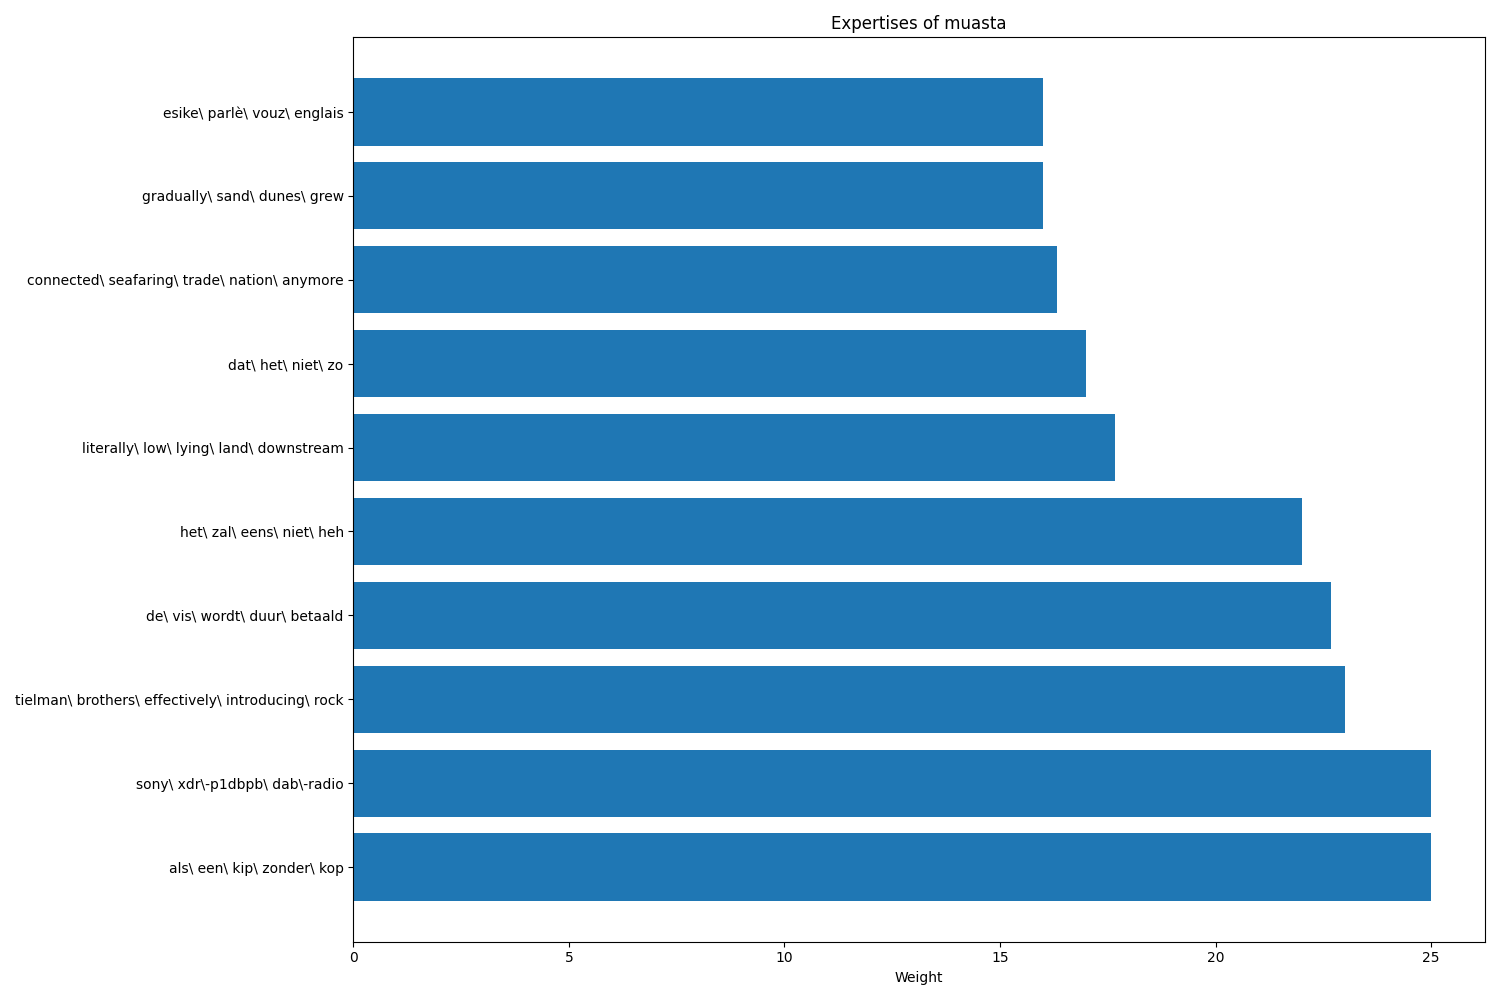 Expertises of muasta
esike\ parlè\ vouz\ englais
gradually\ sand\ dunes\ grew
connected\ seafaring\ trade\ nation\ anymore
dat\ het\ niet\ zo
literally\ low\ lying\ land\ downstream
het\ zal\ eens\ niet\ heh
de\ vis\ wordt\ duur\ betaald
tielman\ brothers\ effectively\ introducing\ rock
sony\ xdr\-p1dbpb\ dab\-radio
als\ een\ kip\ zonder\ kop
0 5 10 15 20 25
Weight